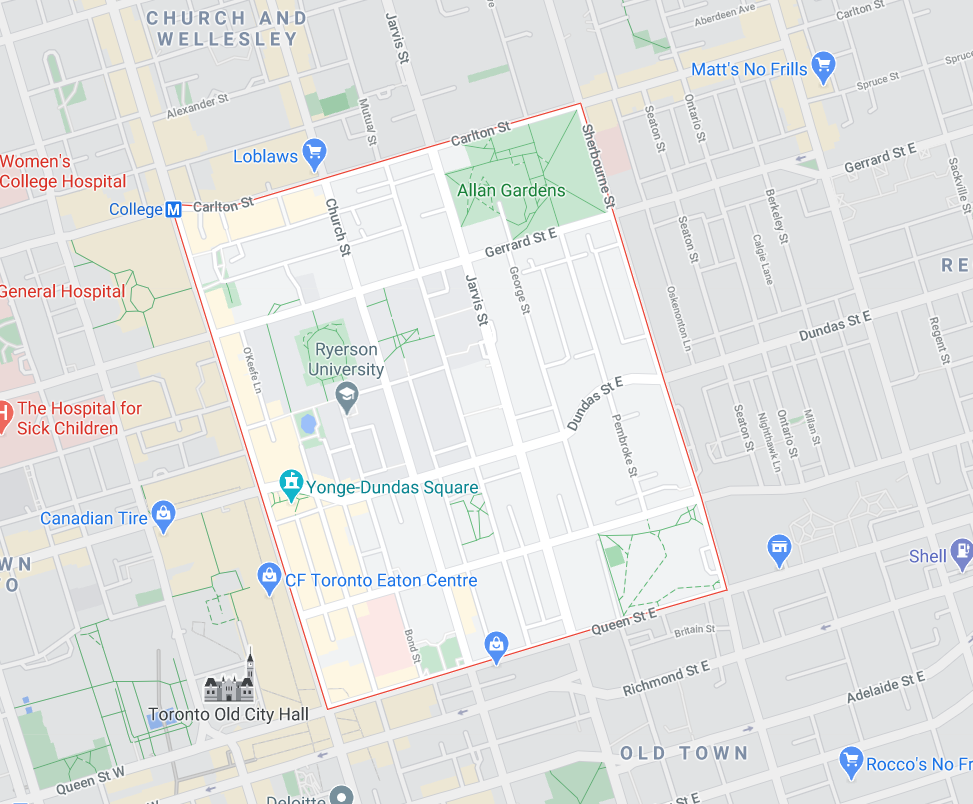 CHURCH AND
WELLESLEY
Jarvis St
Aberdeen Ave
Carlton St
Matt's No Frills
Spruce St
Spruce St
Alexander St
Mutual St
Seaton St
Ontario St
Carlton St
Sherbourne St
Loblaws
Women's
College Hospital
Gerrard St E
Sackville St
Allan Gardens
College
M
Carlton St
Church St
Berkeley St
Seaton St
Calgie Lane
Gerrard St E
General Hospital
Jarvis St
George St
Oskenonton Ln
Dundas St E
Regent St
O'Keefe Ln
Ryerson
University
Dundas St E
The Hospital for
Sick Children
H
Pembroke St
Seaton St
Nighthawk Ln
Ontario St
Milan St
Yonge-Dundas Square
Canadian Tire
Shell
CF Toronto Eaton Centre
Queen St E
Britain St
Bond St
Richmond St E
Adelaide St E
Toronto Old City Hall
OLD TOWN
Queen St W
Rocco's No Fr
Deloitte
St E